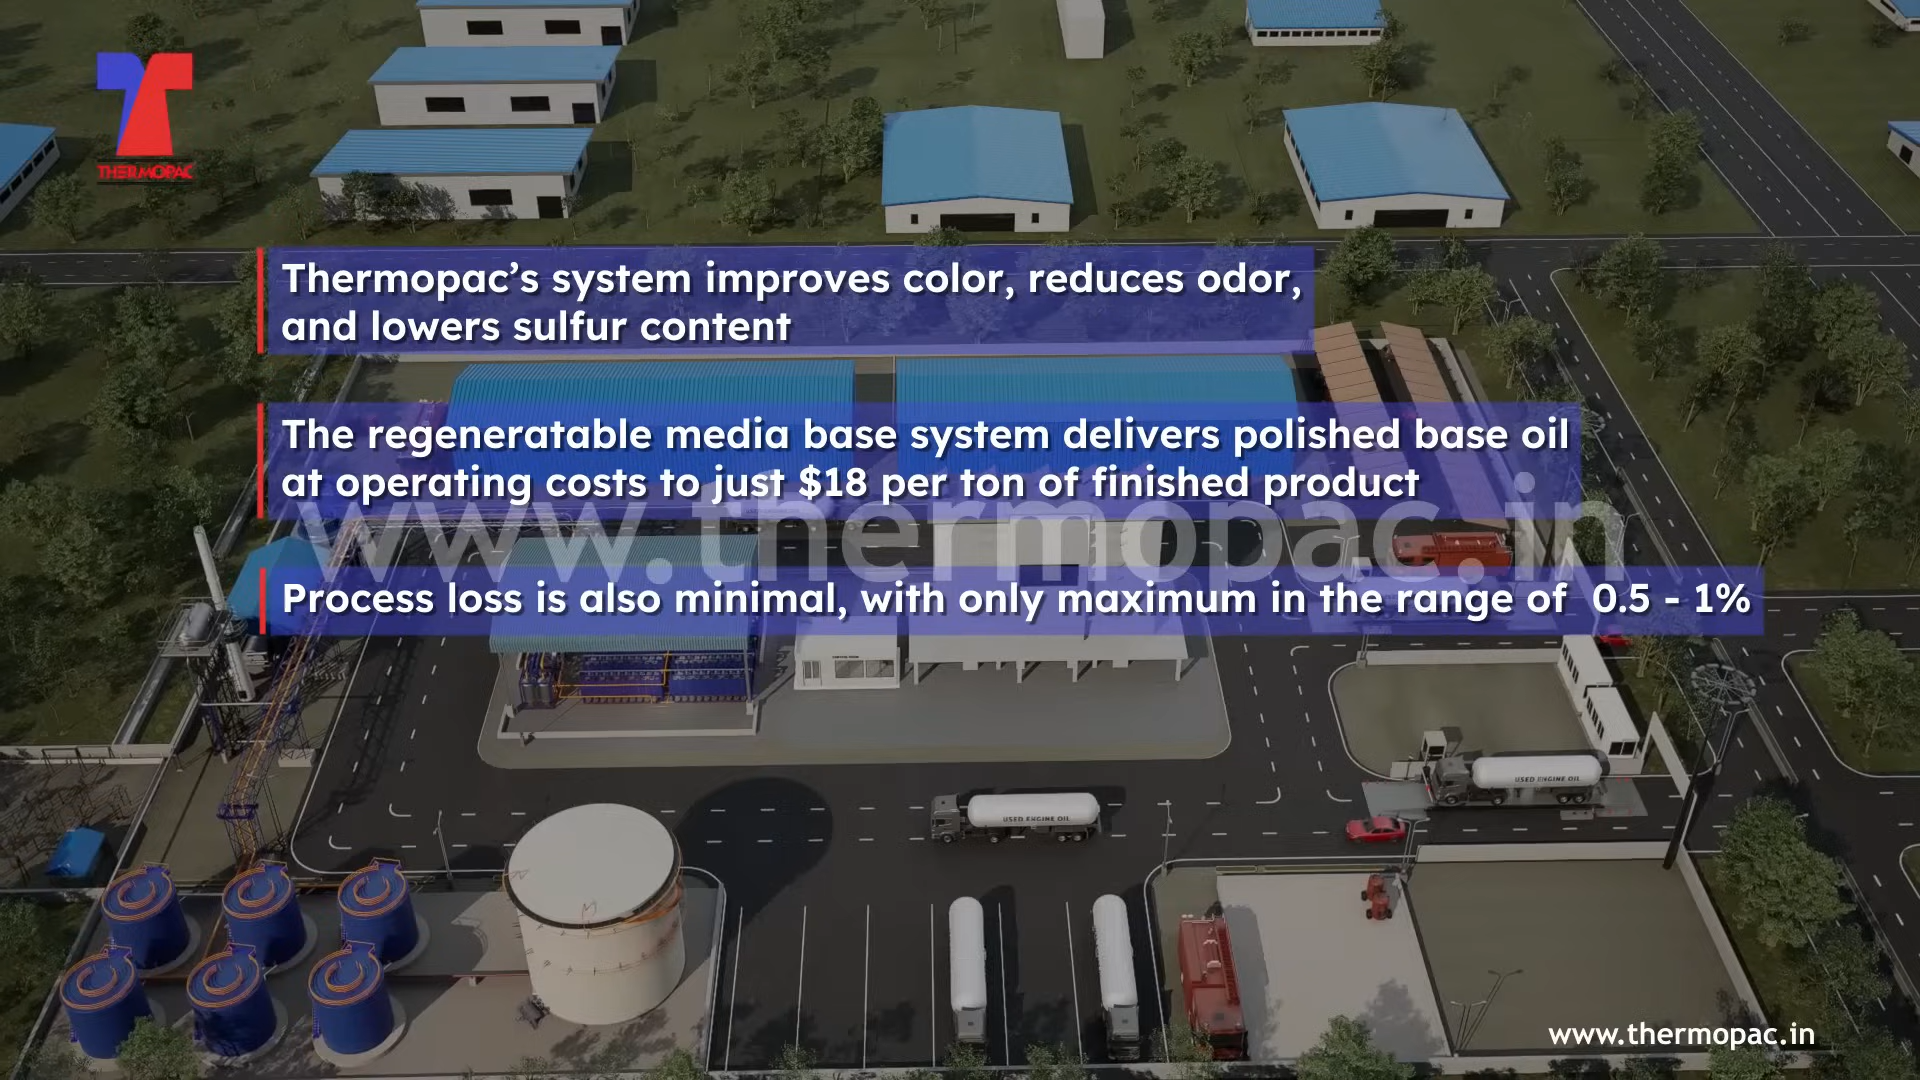 THERMOPAC
Thermopac’s system improves color, reduces odor,
and lowers sulfur content
The regeneratable media base system delivers polished base oil
at operating costs to just $18 per ton of finished product
www.thermopac.in
Process loss is also minimal, with only maximum in the range of 0.5 - 1%
USED ENGINE OIL
USED ENGINE OIL
www.thermopac.in